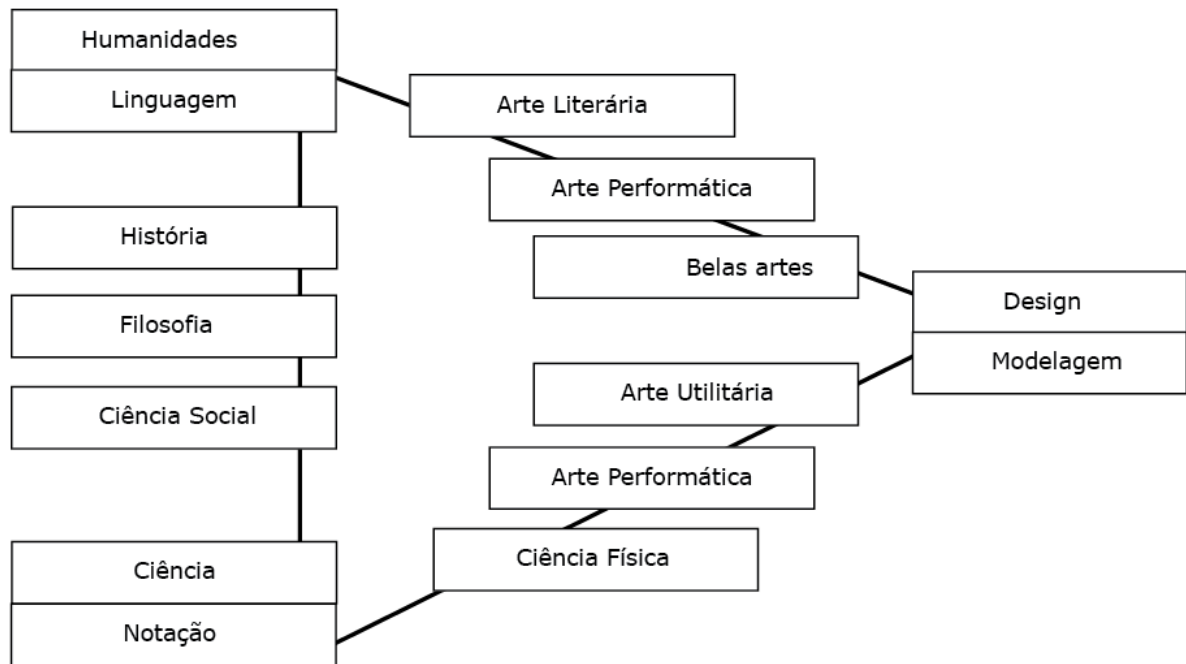 Humanidades
Linguagem
Arte Literária
Arte Performática
História
Belas artes
Design
Filosofia
Modelagem
Arte Utilitária
Ciência Social
Arte Performática
Ciência Física
Ciência
Notação